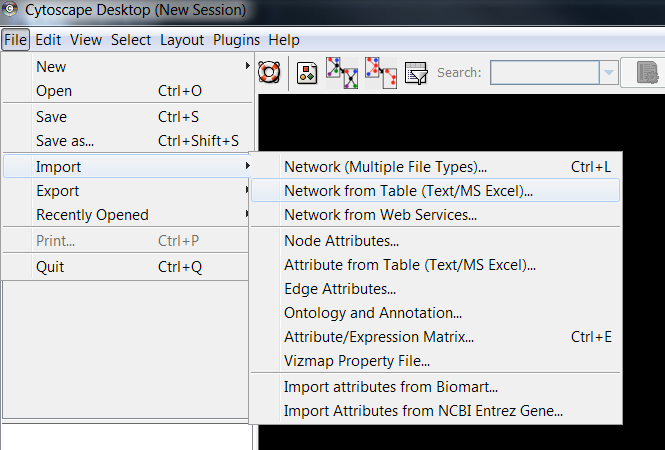 Cytoscape Desktop (New Session)
File Edit View Select Layout Plugins Help
New
Open Ctrl+O
Save Ctrl+S
Save as... Ctrl+Shift+S
Import
Export
Recently Opened
Print... Ctrl+P
Quit Ctrl+Q
Search:
Network (Multiple File Types)... Ctrl+L
Network from Table (Text/MS Excel)...
Network from Web Services...
Node Attributes...
Attribute from Table (Text/MS Excel)...
Edge Attributes...
Ontology and Annotation...
Attribute/Expression Matrix... Ctrl+E
Vizmap Property File...
Import attributes from Biomart...
Import Attributes from NCBI Entrez Gene...